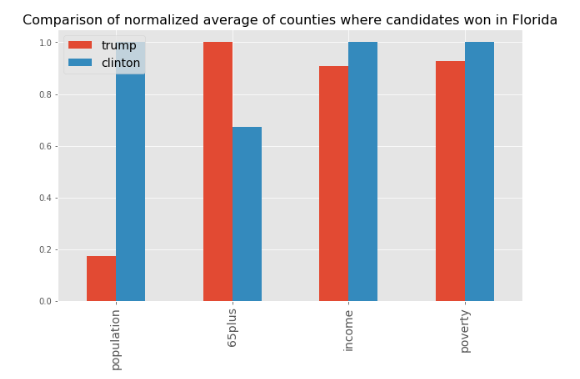 Comparison of normalized average of counties where candidates won in Florida
1.0
0.8
0.6
0.4
0.2
0.0
trump
clinton
population
65plus
income
poverty